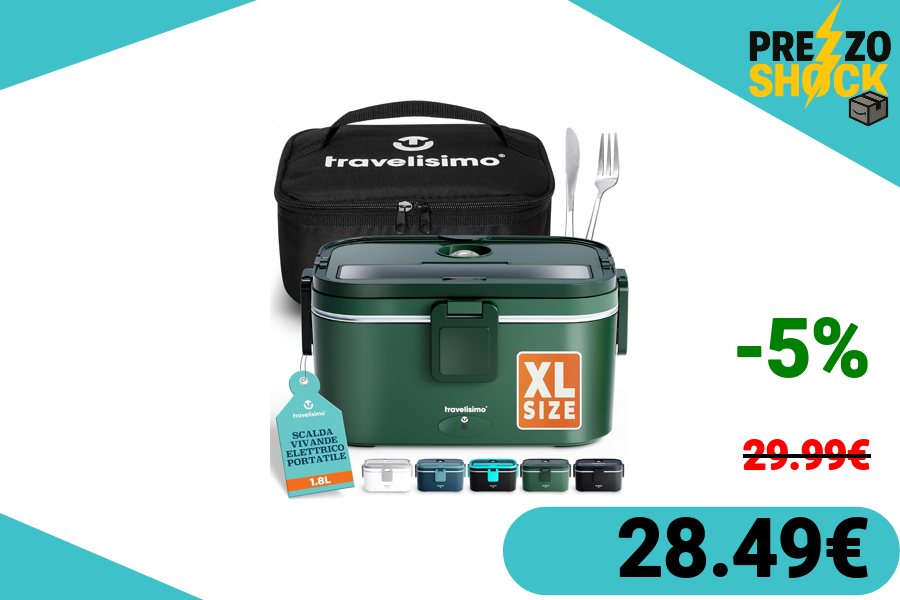 PREZZO
SHOCK
travelisimo®
XL
SIZE
travelisimo®
travelisimo®
SCALDA
VIVANDE
ELETTRICO
PORTATILE
1.8L
-5%
29.99€
28.49€